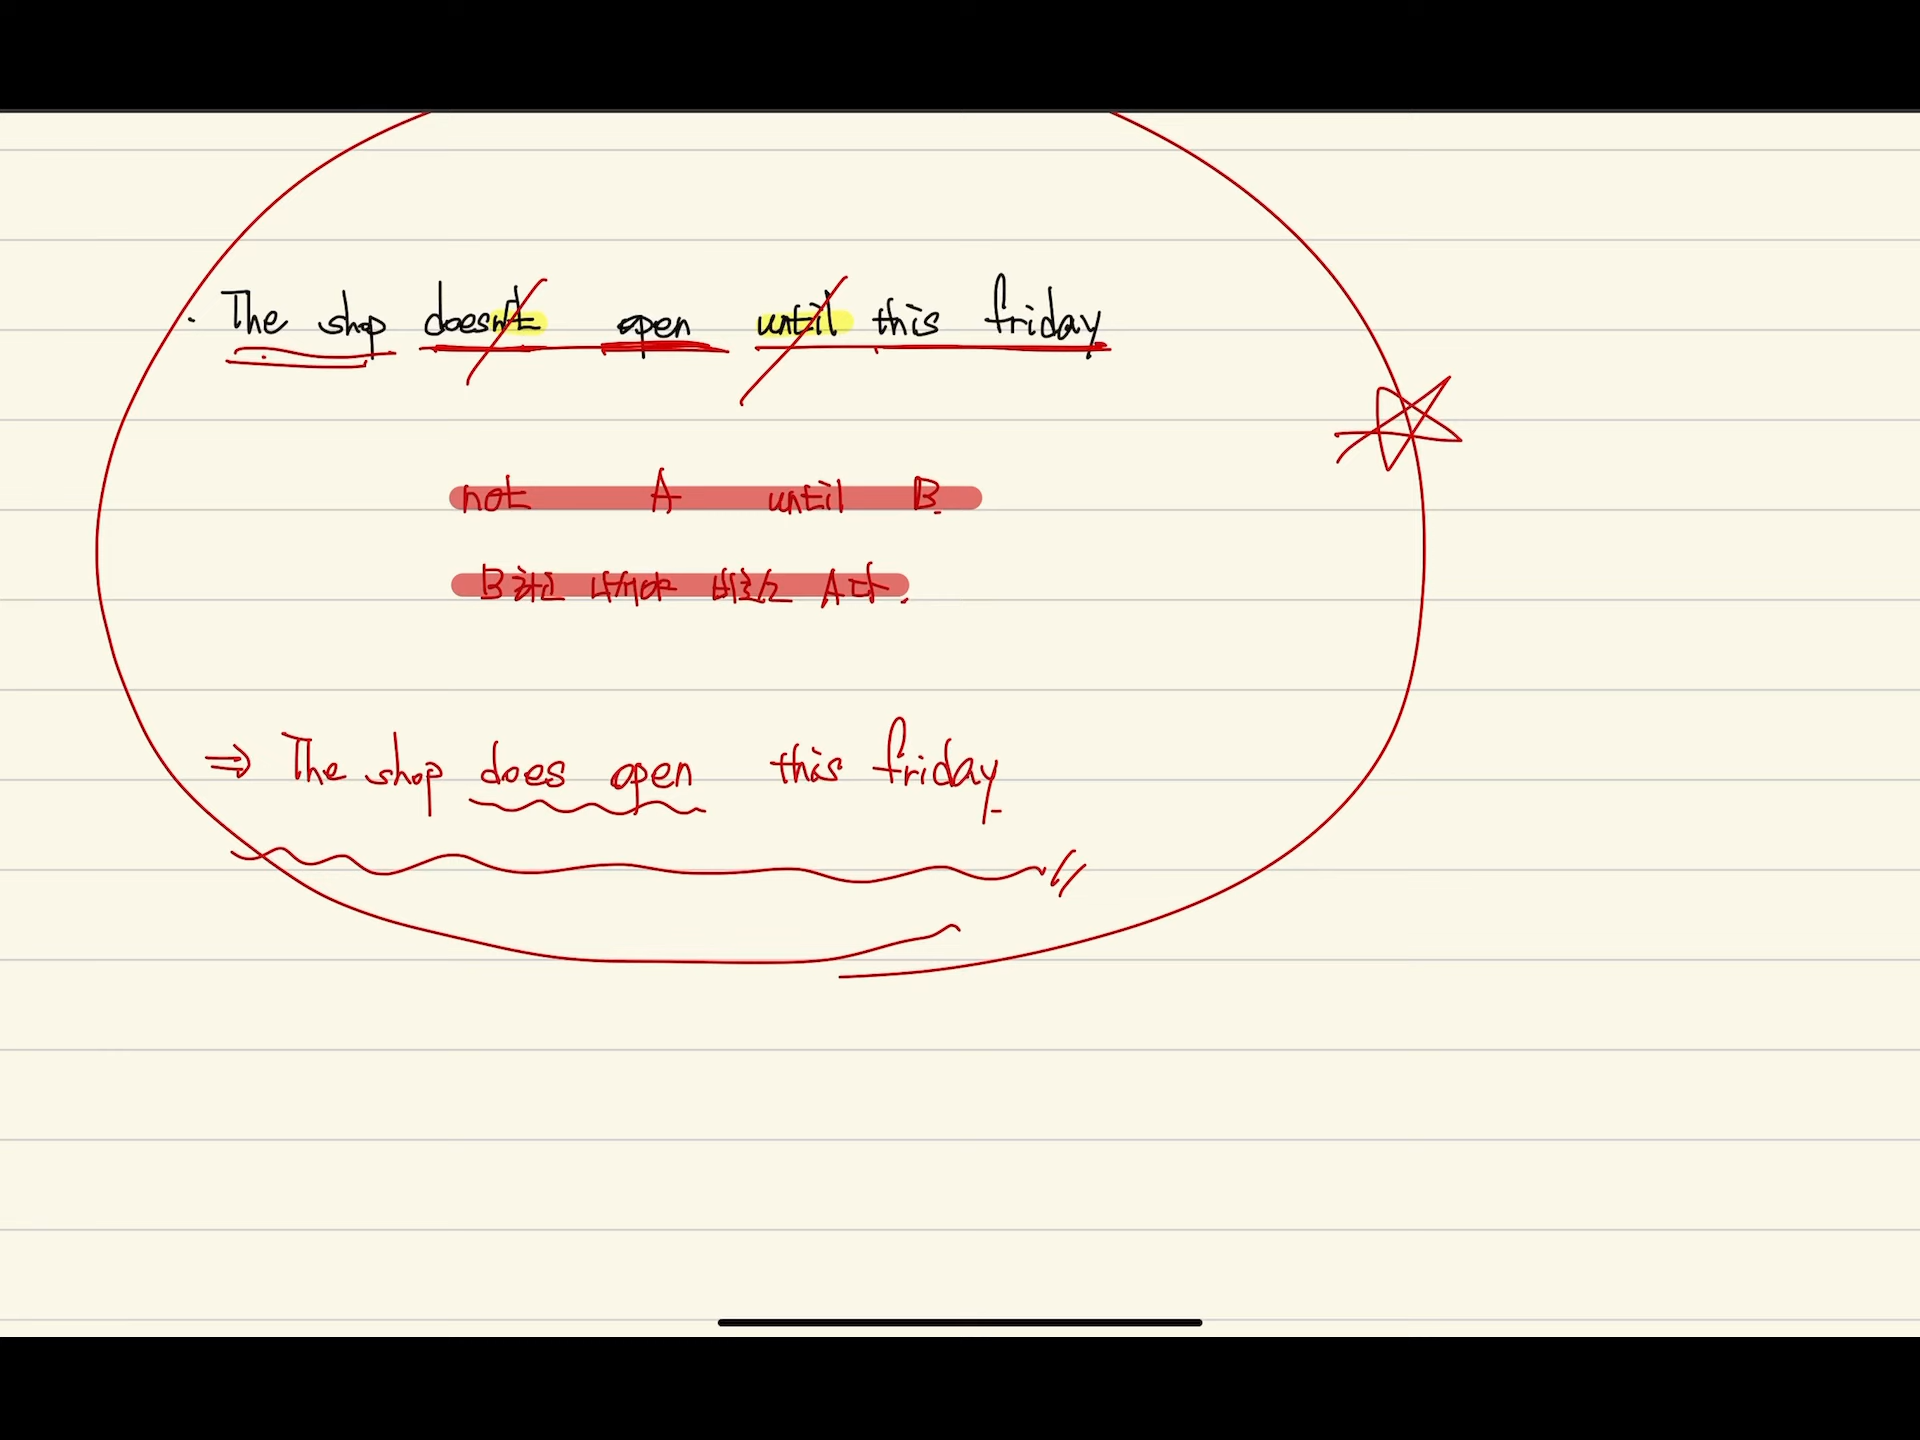 · The shop doesn't open until this friday
not A until B.
B하고 나서야 비로소 A다.
⇒ The shop does open this friday